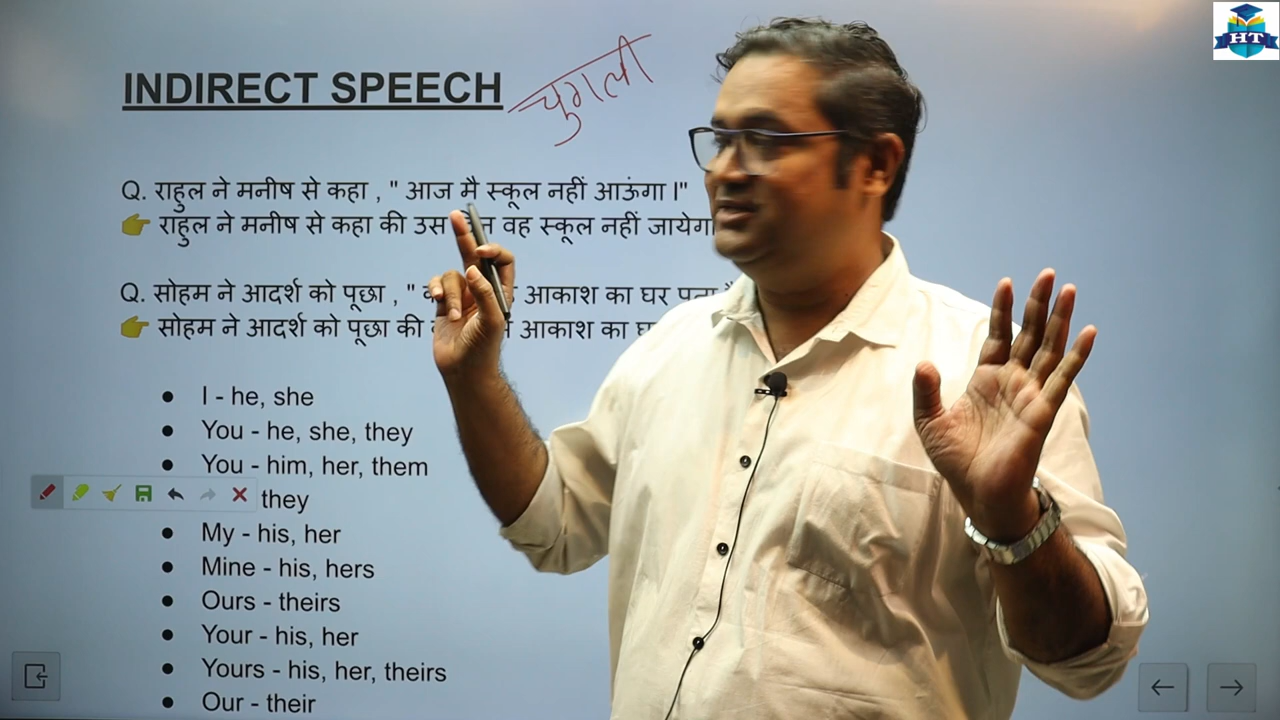 INDIRECT SPEECH
चुगली
Q. राहुल ने मनीष से कहा , " आज मै स्कूल नहीं आऊंगा ।"
👉 राहुल ने मनीष से कहा की उस वह स्कूल नहीं जायेगा
Q. सोहम ने आदर्श को पूछा , " आकाश का घर पता
👉 सोहम ने आदर्श को पूछा की आकाश का
● I - he, she
● You - he, she, they
● You - him, her, them
they
● My - his, her
● Mine - his, hers
● Ours - theirs
● Your - his, her
● Yours - his, her, theirs
● Our - their
HT